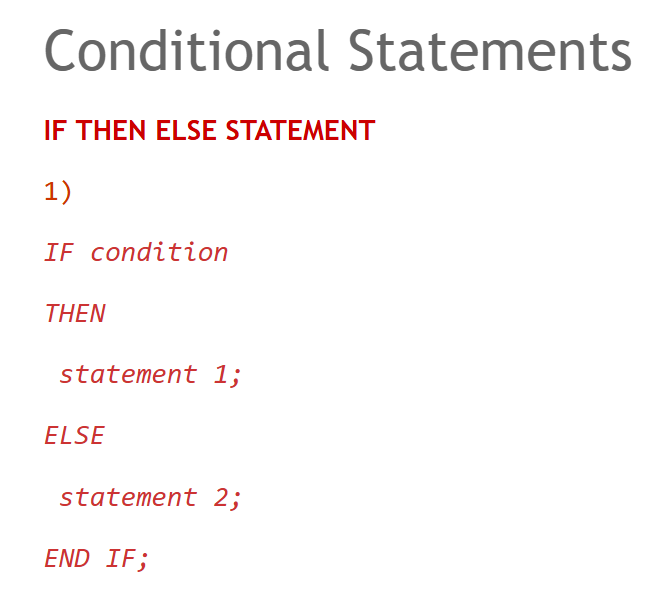 Conditional Statements
IF THEN ELSE STATEMENT
1)
IF condition
THEN
statement 1;
ELSE
statement 2;
END IF;